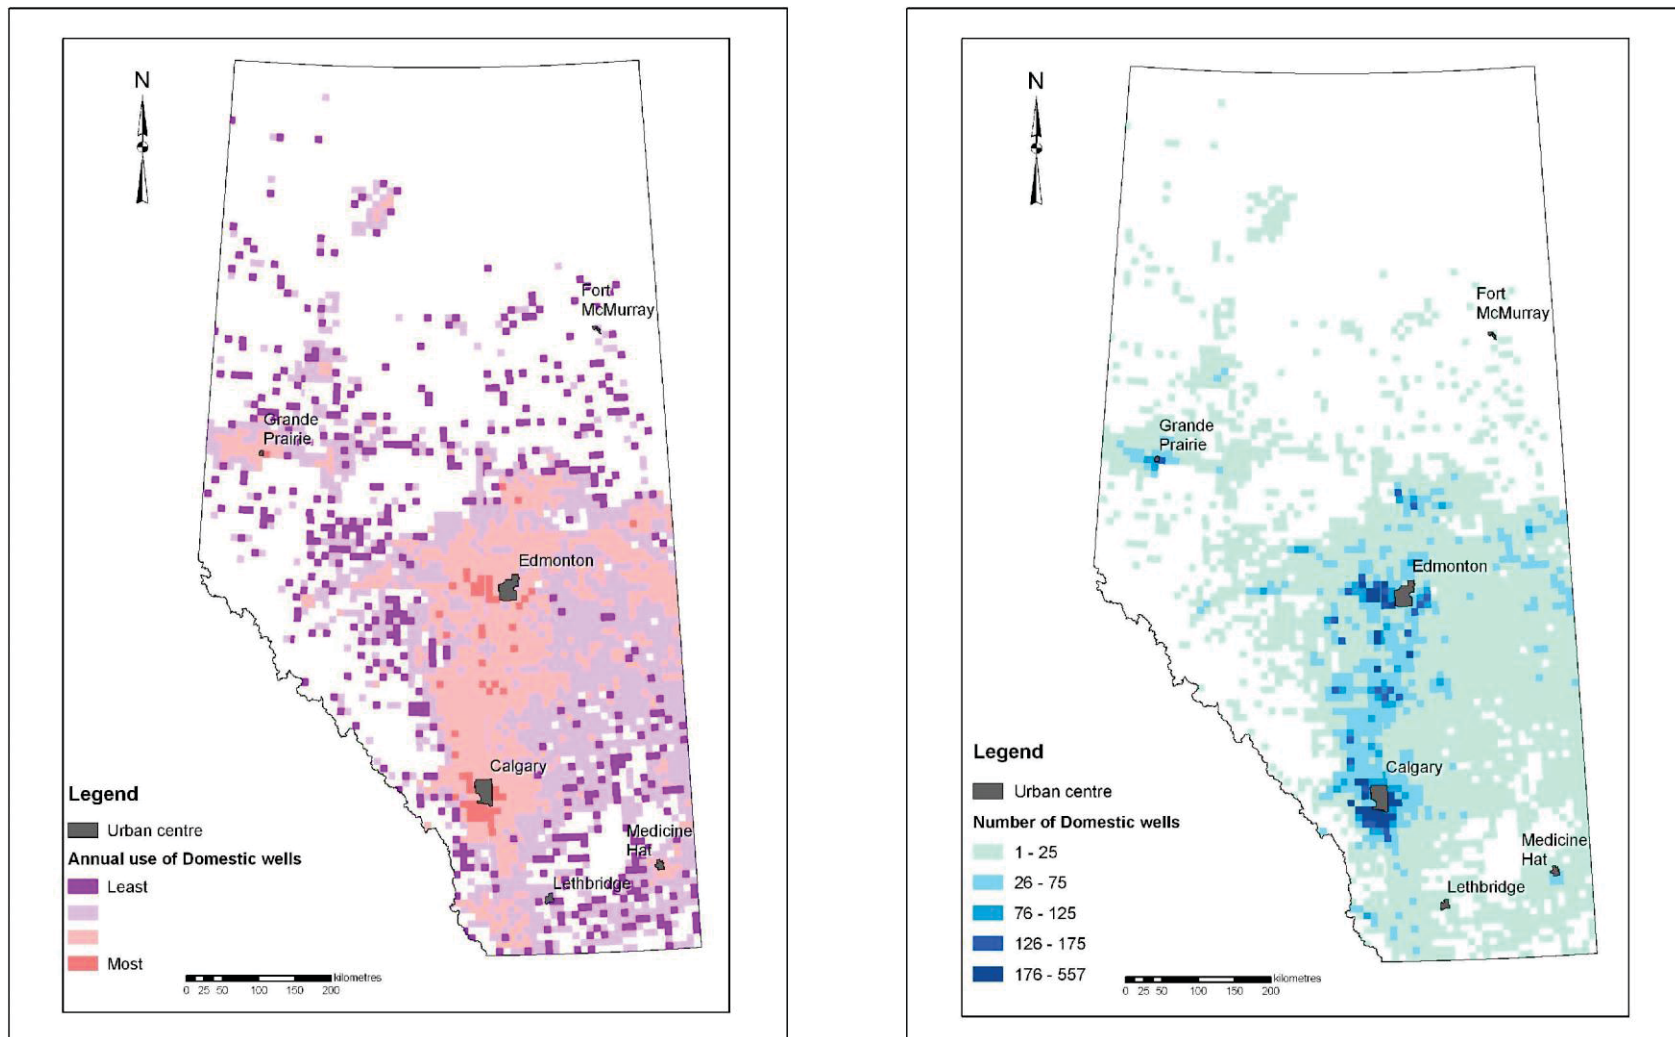 N
Fort
McMurray
Grande
Prairie
Edmonton
Calgary
Medicine
Hat
Lethbridge
Legend
Urban centre
Annual use of Domestic wells
Least
Most
kilometres
0 25 50 100 150 200
N
Fort
McMurray
Grande
Prairie
Edmonton
Calgary
Medicine
Hat
Lethbridge
Legend
Urban centre
Number of Domestic wells
1 - 25
26 - 75
76 - 125
126 - 175
176 - 557
kilometres
0 25 50 100 150 200